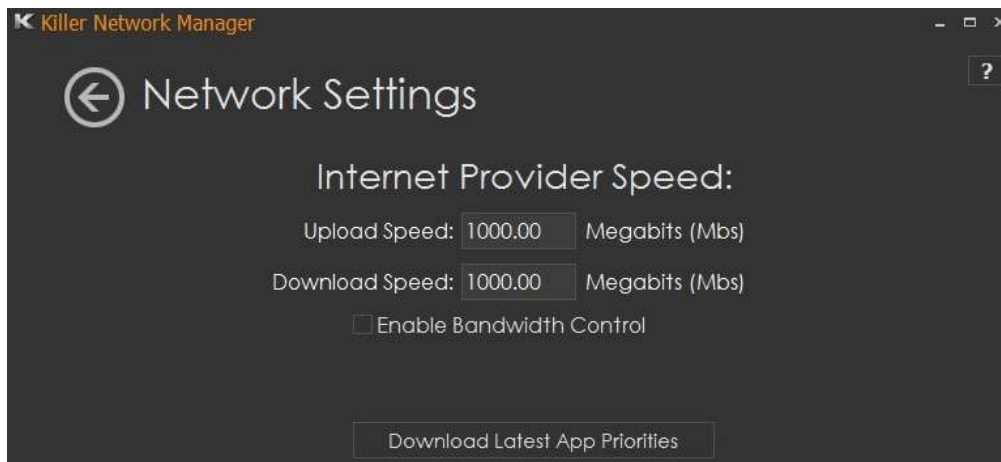 K Killer Network Manager
?
Network Settings
Internet Provider Speed:
Upload Speed: 1000.00 Megabits (Mbs)
Download Speed: 1000.00 Megabits (Mbs)
Enable Bandwidth Control
Download Latest App Priorities